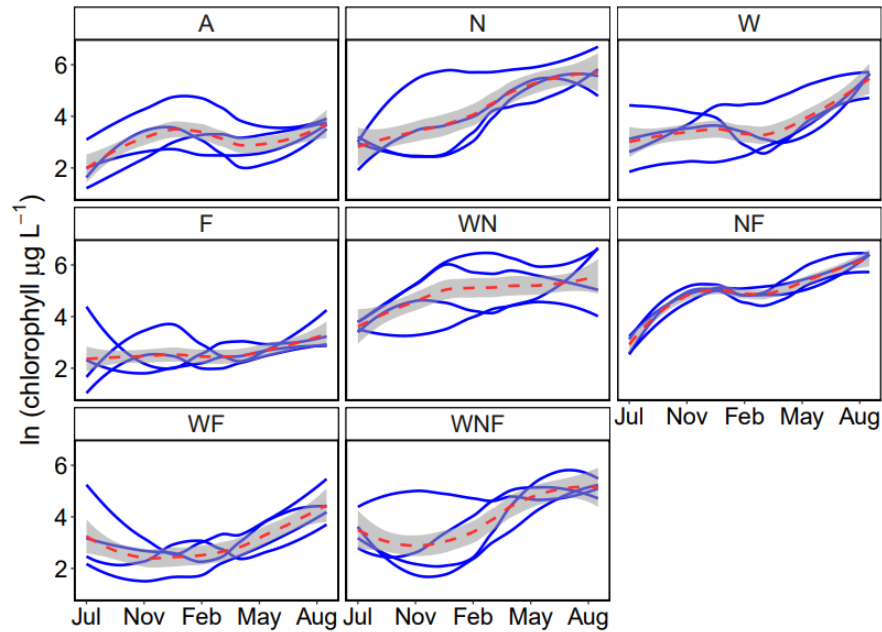 A N W
6
4
2
F WN NF
6
4
2
Jul Nov Feb May Aug
WF WNF
6
4
2
Jul Nov Feb May Aug Jul Nov Feb May Aug
ln (chlorophyll µg L⁻¹)